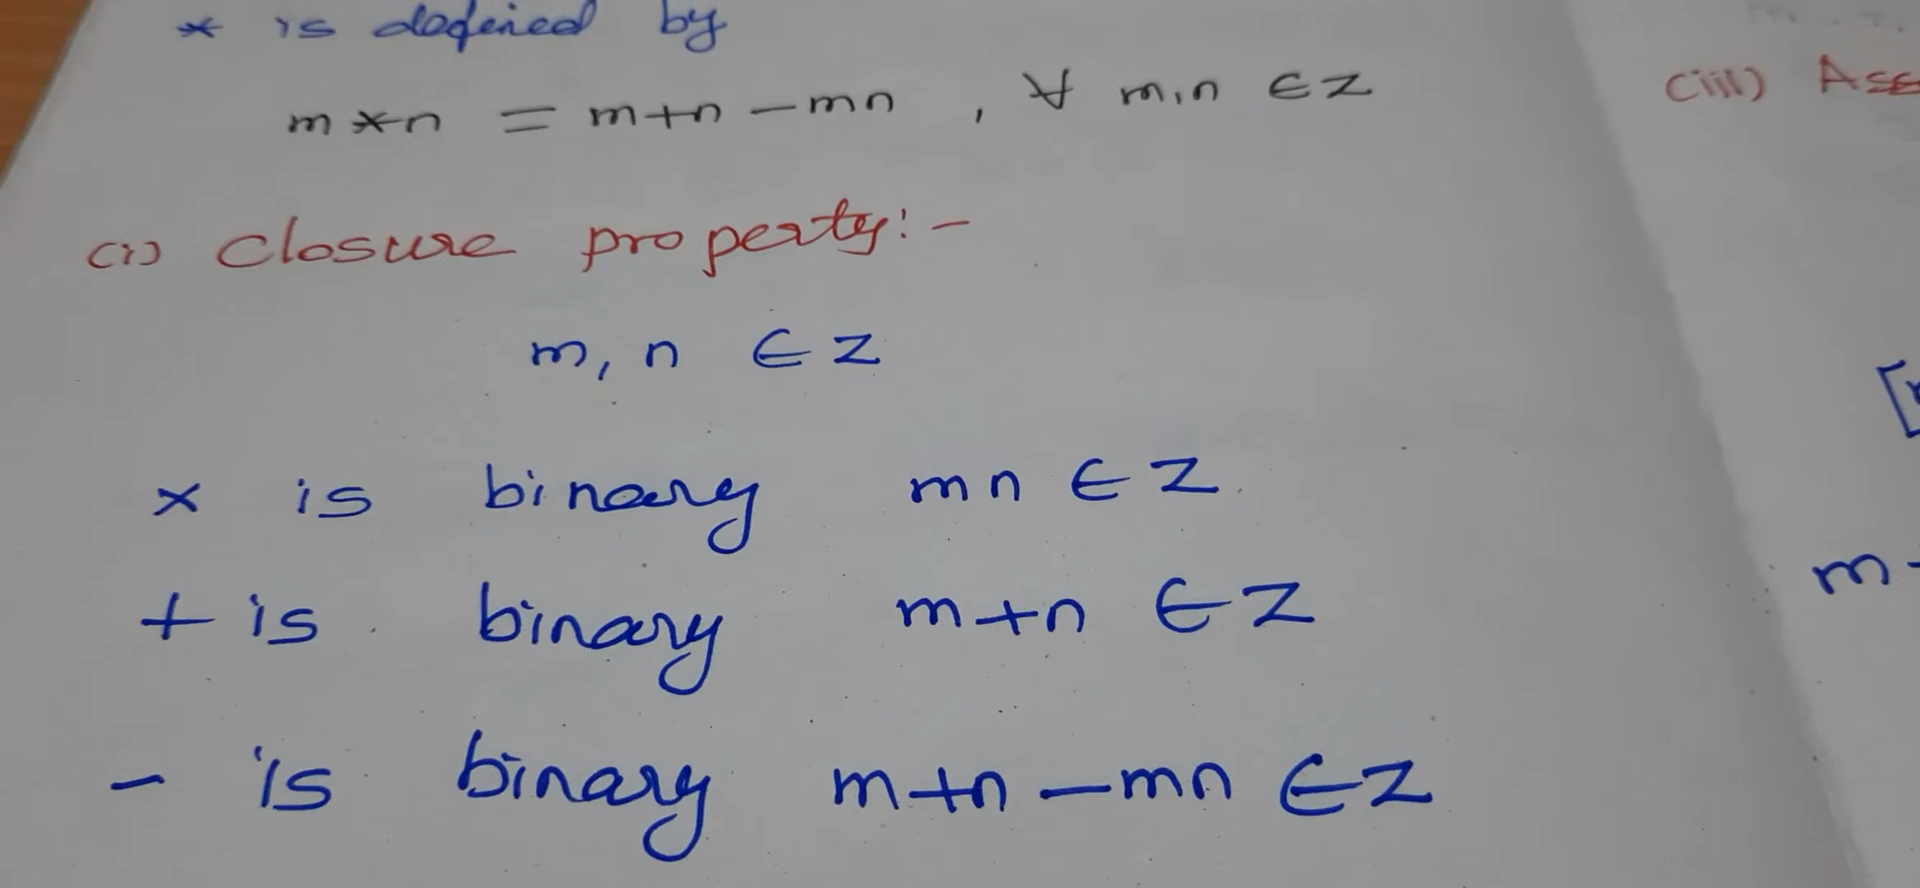 * is defined by
m * n = m+n - mn , ∀ m,n ∈ Z
(i) Closure property:-
m, n ∈ Z
× is binary mn ∈ Z.
+ is binary m+n ∈ Z
- is binary m+n - mn ∈ Z
(iii) Ass
[
m-